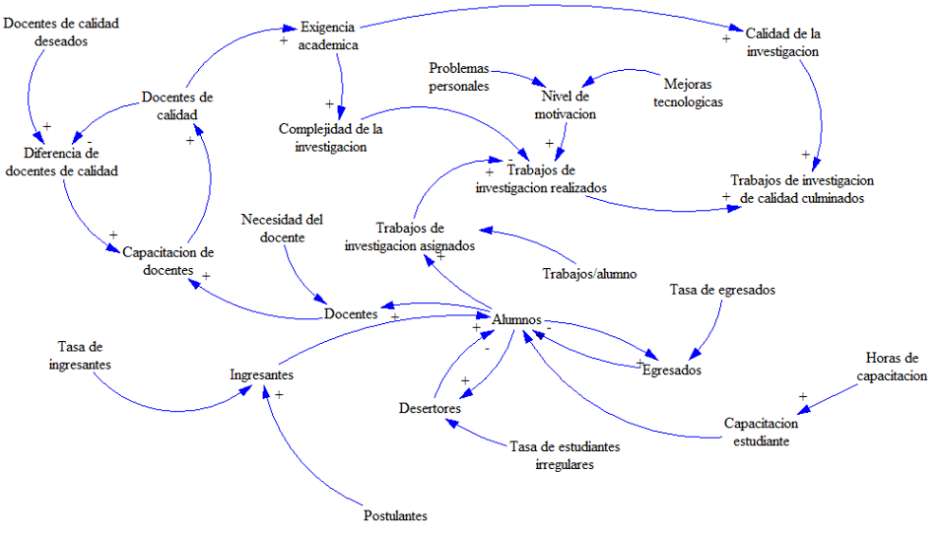 Docentes de calidad
deseados
Exigencia
academica
Calidad de la
investigacion
Problemas
personales
Mejoras
tecnologicas
Nivel de
motivacion
Docentes de
calidad
Complejidad de la
investigacion
Diferencia de
docentes de calidad
Trabajos de
investigacion realizados
Trabajos de investigacion
de calidad culminados
Necesidad del
docente
Trabajos de
investigacion asignados
Capacitacion de
docentes
Trabajos/alumno
Tasa de egresados
Docentes
Alumnos
Tasa de
ingresantes
Ingresantes
Egresados
Horas de
capacitacion
Desertores
Capacitacion
estudiante
Tasa de estudiantes
irregulares
Postulantes